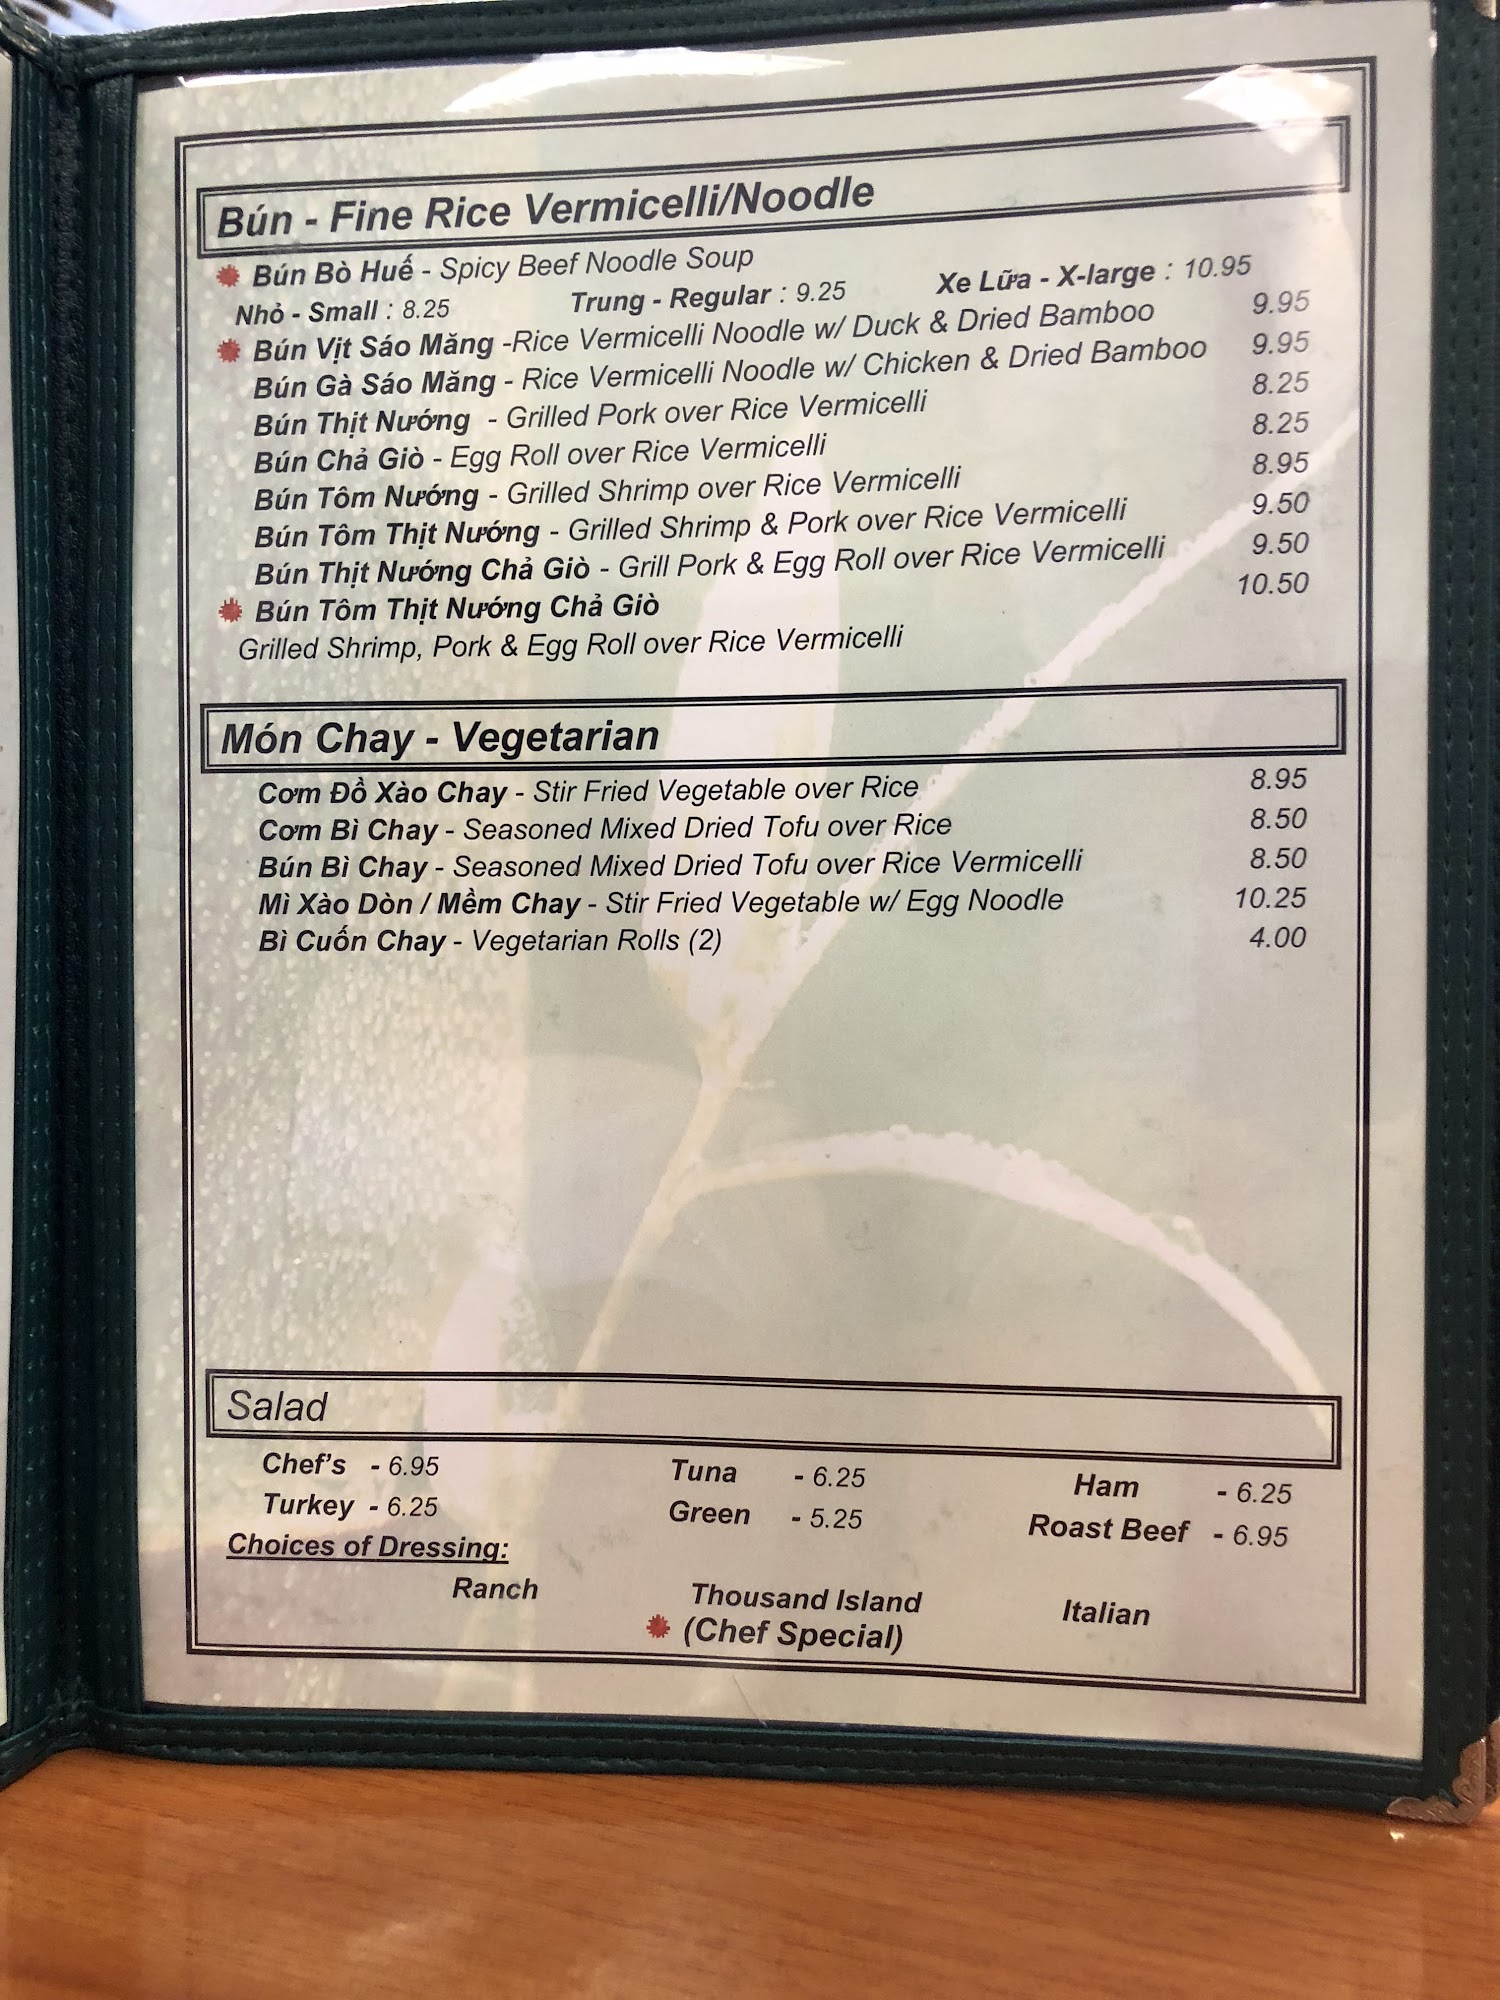 Bún - Fine Rice Vermicelli/Noodle
Bún Bò Huế - Spicy Beef Noodle Soup
Nhỏ - Small : 8.25 Trung - Regular : 9.25 Xe Lữa - X-large : 10.95
Bún Vịt Sáo Măng -Rice Vermicelli Noodle w/ Duck & Dried Bamboo 9.95
Bún Gà Sáo Măng - Rice Vermicelli Noodle w/ Chicken & Dried Bamboo 9.95
Bún Thịt Nướng - Grilled Pork over Rice Vermicelli 8.25
Bún Chả Giò - Egg Roll over Rice Vermicelli 8.25
Bún Tôm Nướng - Grilled Shrimp over Rice Vermicelli 8.95
Bún Tôm Thịt Nướng - Grilled Shrimp & Pork over Rice Vermicelli 9.50
Bún Thịt Nướng Chả Giò - Grill Pork & Egg Roll over Rice Vermicelli 9.50
Bún Tôm Thịt Nướng Chả Giò 10.50
Grilled Shrimp, Pork & Egg Roll over Rice Vermicelli
Món Chay - Vegetarian
Cơm Đồ Xào Chay - Stir Fried Vegetable over Rice 8.95
Cơm Bì Chay - Seasoned Mixed Dried Tofu over Rice 8.50
Bún Bì Chay - Seasoned Mixed Dried Tofu over Rice Vermicelli 8.50
Mì Xào Dòn / Mềm Chay - Stir Fried Vegetable w/ Egg Noodle 10.25
Bì Cuốn Chay - Vegetarian Rolls (2) 4.00
Salad
Chef's - 6.95 Tuna - 6.25 Ham - 6.25
Turkey - 6.25 Green - 5.25 Roast Beef - 6.95
Choices of Dressing:
Ranch Thousand Island Italian
(Chef Special)